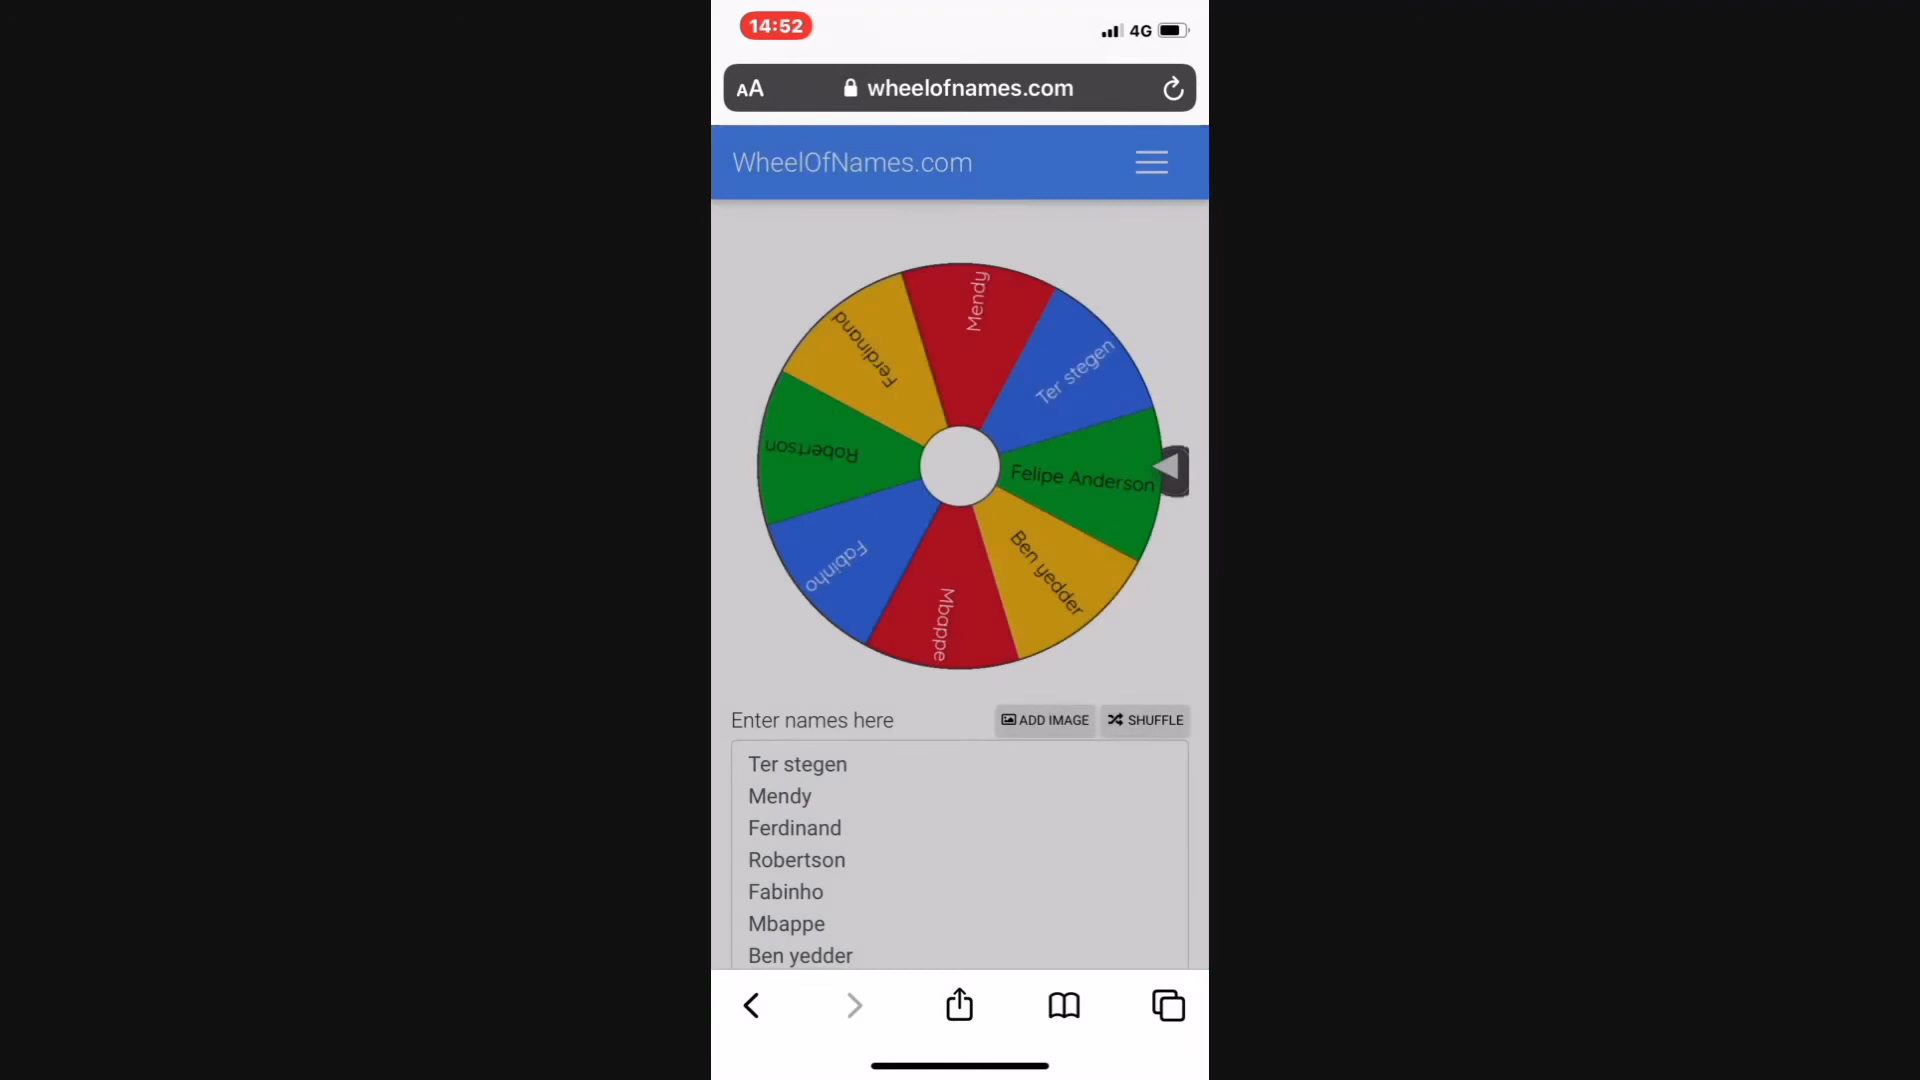 14:52
4G
AA
wheelofnames.com
WheelOfNames.com
Mendy
Ter stegen
Ferdinand
Robertson
Felipe Anderson
Fabinho
Ben yedder
Mbappe
Enter names here
ADD IMAGE
SHUFFLE
Ter stegen
Mendy
Ferdinand
Robertson
Fabinho
Mbappe
Ben yedder